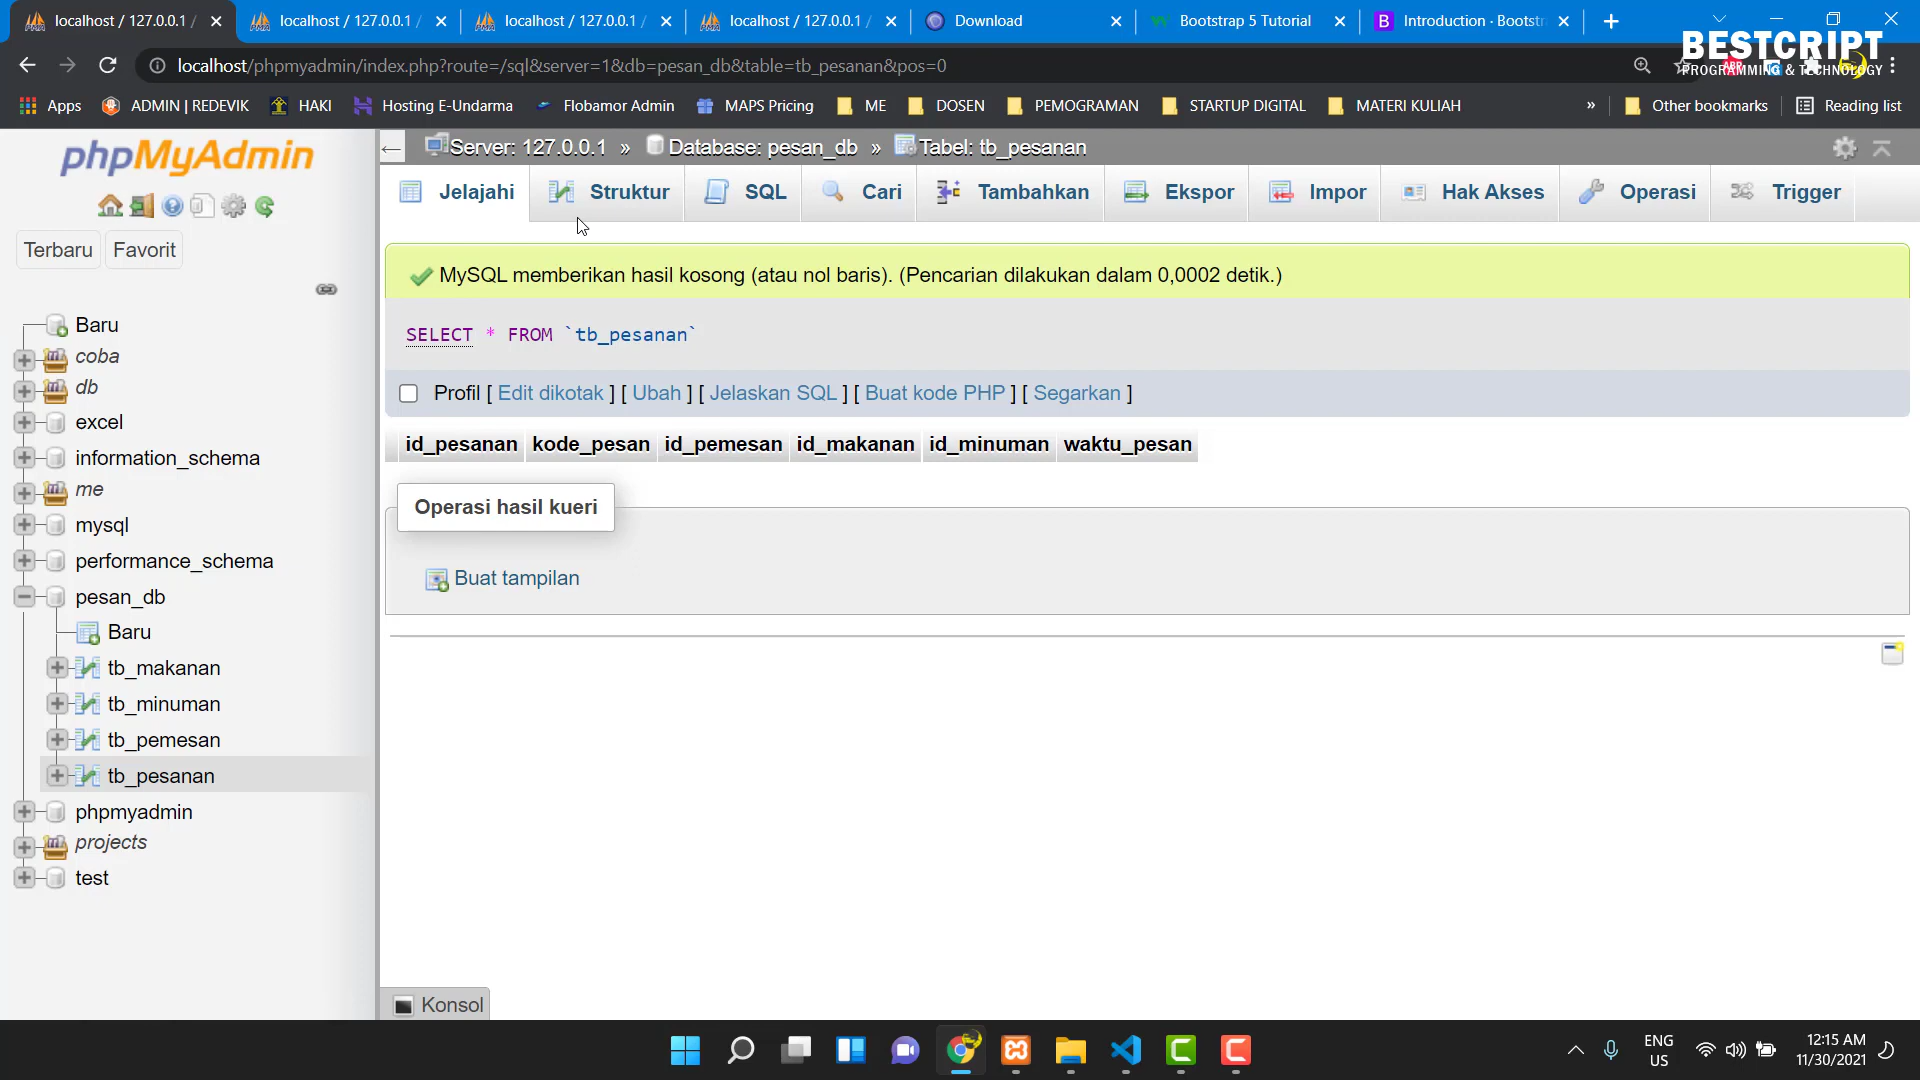 localhost / 127.0.0.1 /
localhost / 127.0.0.1 /
localhost / 127.0.0.1 /
localhost / 127.0.0.1 /
Download
Bootstrap 5 Tutorial
Introduction · Bootstr
BESTCRIPT
PROGRAMMING & TECHNOLOGY
localhost/phpmyadmin/index.php?route=/sql&server=1&db=pesan_db&table=tb_pesanan&pos=0
Apps
ADMIN | REDEVIK
HAKI
Hosting E-Undarma
Flobamor Admin
MAPS Pricing
ME
DOSEN
PEMOGRAMAN
STARTUP DIGITAL
MATERI KULIAH
»
Other bookmarks
Reading list
phpMyAdmin
Terbaru
Favorit
Baru
coba
db
excel
information_schema
me
mysql
performance_schema
pesan_db
Baru
tb_makanan
tb_minuman
tb_pemesan
tb_pesanan
phpmyadmin
projects
test
Server: 127.0.0.1 » Database: pesan_db » Tabel: tb_pesanan
Jelajahi
Struktur
SQL
Cari
Tambahkan
Ekspor
Impor
Hak Akses
Operasi
Trigger
MySQL memberikan hasil kosong (atau nol baris). (Pencarian dilakukan dalam 0,0002 detik.)
SELECT * FROM `tb_pesanan`
Profil [ Edit dikotak ] [ Ubah ] [ Jelaskan SQL ] [ Buat kode PHP ] [ Segarkan ]
id_pesanan kode_pesan id_pemesan id_makanan id_minuman waktu_pesan
Operasi hasil kueri
Buat tampilan
Konsol
ENG
US
12:15 AM
11/30/2021